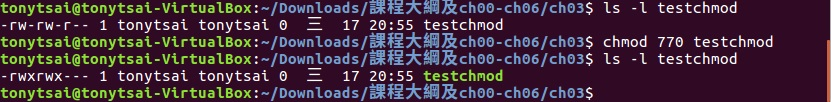 tonytsai@tonytsai-VirtualBox:~/Downloads/課程大綱及ch00-ch06/ch03$ ls -l testchmod
-rw-rw-r-- 1 tonytsai tonytsai 0 三 17 20:55 testchmod
tonytsai@tonytsai-VirtualBox:~/Downloads/課程大綱及ch00-ch06/ch03$ chmod 770 testchmod
tonytsai@tonytsai-VirtualBox:~/Downloads/課程大綱及ch00-ch06/ch03$ ls -l testchmod
-rwxrwx--- 1 tonytsai tonytsai 0 三 17 20:55 testchmod
tonytsai@tonytsai-VirtualBox:~/Downloads/課程大綱及ch00-ch06/ch03$